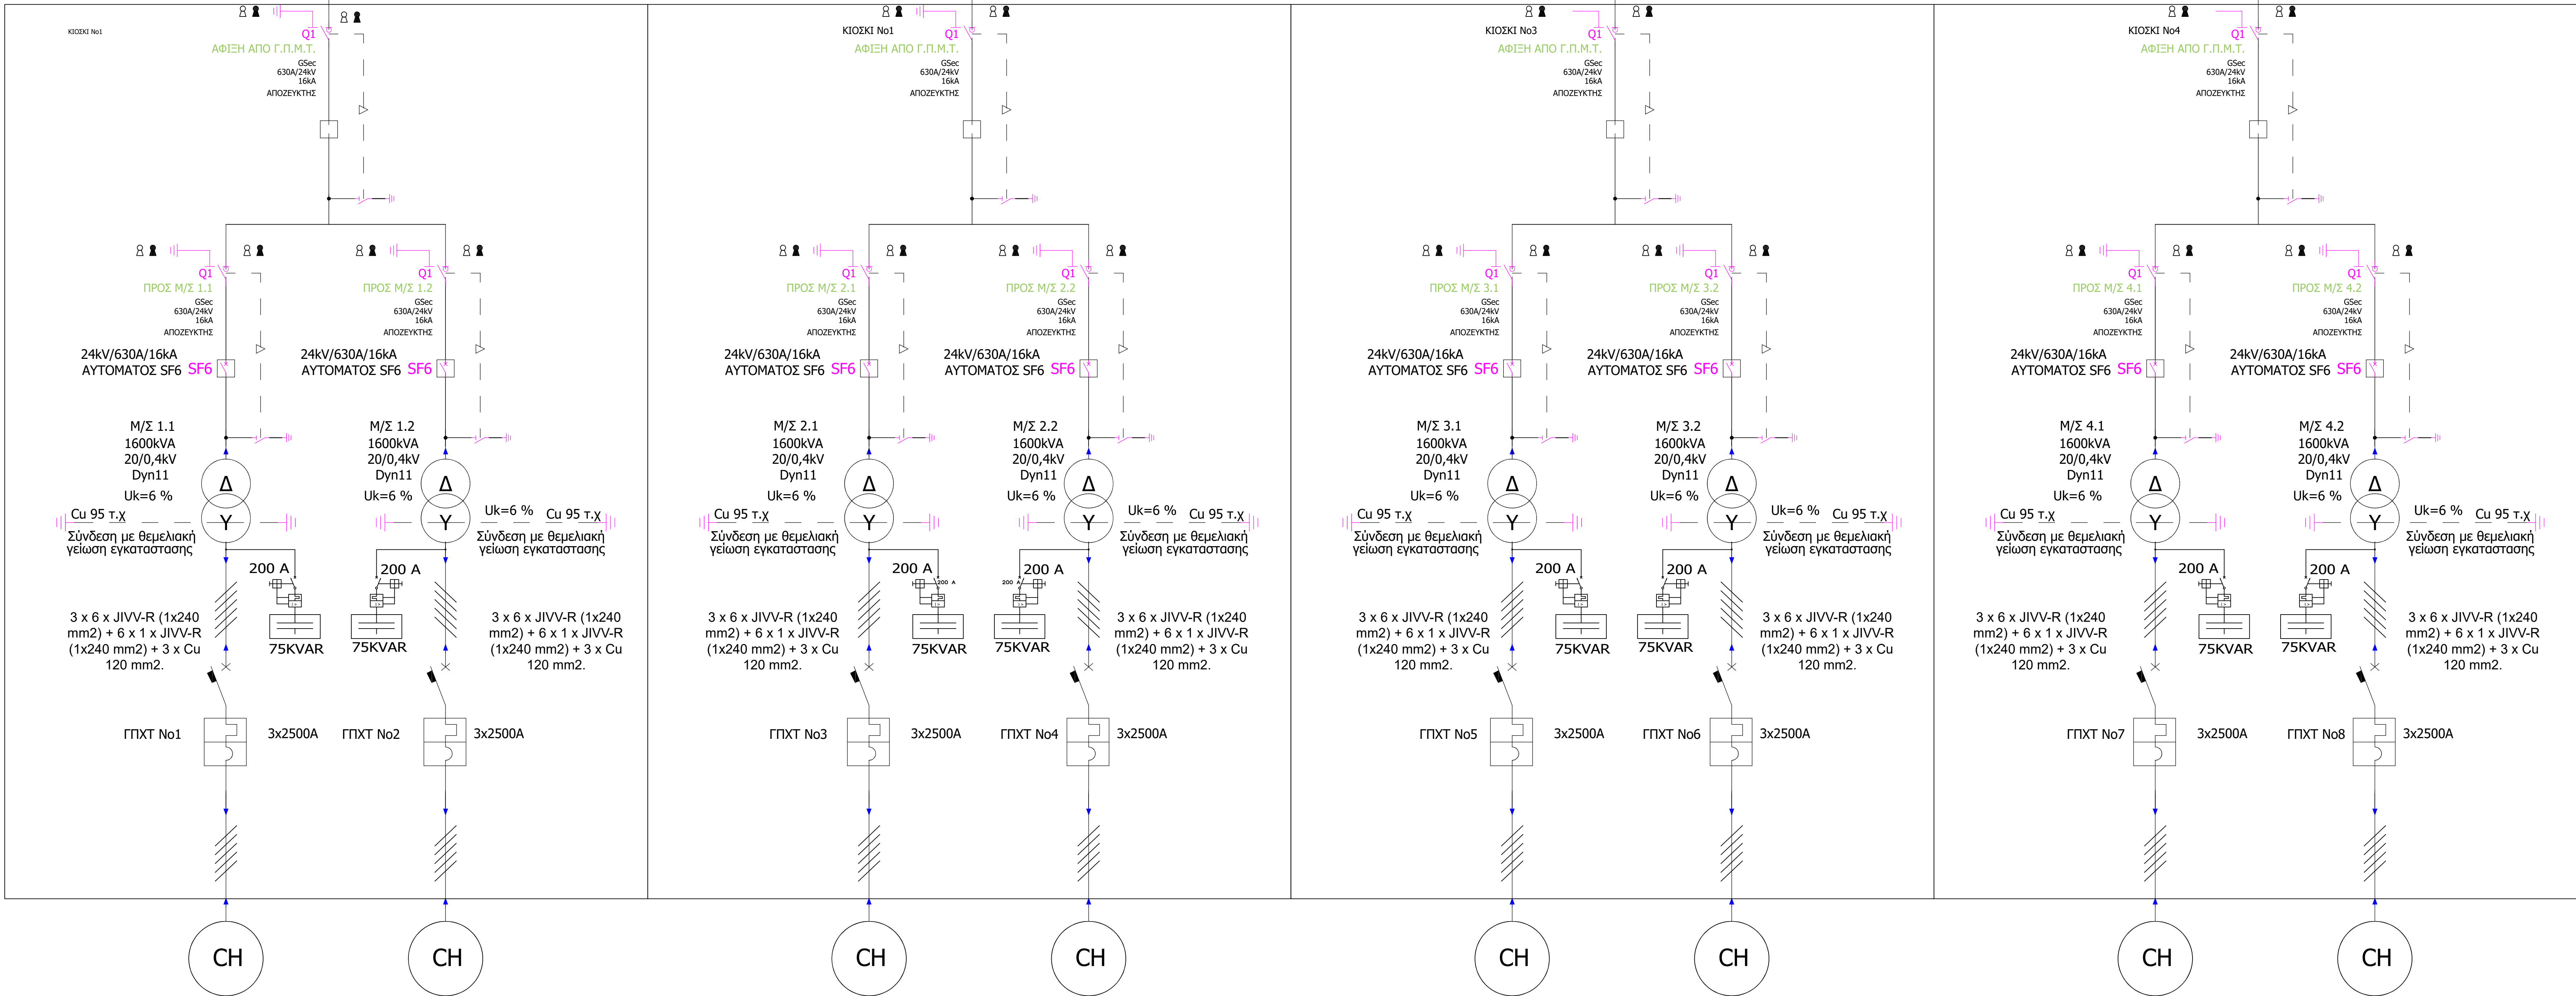 ΚΙΟΣΚΙ Νο1
Q1
ΑΦΙΞΗ ΑΠΟ Γ.Π.Μ.Τ.
GSec
630A/24kV
16kA
ΑΠΟΖΕΥΚΤΗΣ
Q1
ΠΡΟΣ Μ/Σ 1.1
GSec
630A/24kV
16kA
ΑΠΟΖΕΥΚΤΗΣ
24kV/630A/16kA
ΑΥΤΟΜΑΤΟΣ SF6 SF6
Μ/Σ 1.1
1600kVA
20/0,4kV
Dyn11
Uk=6 %
Δ
Y
Cu 95 τ.χ
Σύνδεση με θεμελιακή
γείωση εγκαταστασης
200 A
75KVAR
3 x 6 x JIVV-R (1x240
mm2) + 6 x 1 x JIVV-R
(1x240 mm2) + 3 x Cu
120 mm2.
ΓΠΧΤ Νο1
3x2500A
CH
Q1
ΠΡΟΣ Μ/Σ 1.2
GSec
630A/24kV
16kA
ΑΠΟΖΕΥΚΤΗΣ
24kV/630A/16kA
ΑΥΤΟΜΑΤΟΣ SF6 SF6
Μ/Σ 1.2
1600kVA
20/0,4kV
Dyn11
Uk=6 %
Δ
Y
Uk=6 % Cu 95 τ.χ
Σύνδεση με θεμελιακή
γείωση εγκαταστασης
200 A
75KVAR
3 x 6 x JIVV-R (1x240
mm2) + 6 x 1 x JIVV-R
(1x240 mm2) + 3 x Cu
120 mm2.
ΓΠΧΤ Νο2
3x2500A
CH
ΚΙΟΣΚΙ Νο1
Q1
ΑΦΙΞΗ ΑΠΟ Γ.Π.Μ.Τ.
GSec
630A/24kV
16kA
ΑΠΟΖΕΥΚΤΗΣ
Q1
ΠΡΟΣ Μ/Σ 2.1
GSec
630A/24kV
16kA
ΑΠΟΖΕΥΚΤΗΣ
24kV/630A/16kA
ΑΥΤΟΜΑΤΟΣ SF6 SF6
Μ/Σ 2.1
1600kVA
20/0,4kV
Dyn11
Uk=6 %
Δ
Y
Cu 95 τ.χ
Σύνδεση με θεμελιακή
γείωση εγκαταστασης
200 A
200 A
75KVAR
3 x 6 x JIVV-R (1x240
mm2) + 6 x 1 x JIVV-R
(1x240 mm2) + 3 x Cu
120 mm2.
ΓΠΧΤ Νο3
3x2500A
CH
Q1
ΠΡΟΣ Μ/Σ 2.2
GSec
630A/24kV
16kA
ΑΠΟΖΕΥΚΤΗΣ
24kV/630A/16kA
ΑΥΤΟΜΑΤΟΣ SF6 SF6
Μ/Σ 2.2
1600kVA
20/0,4kV
Dyn11
Uk=6 %
Δ
Y
Uk=6 % Cu 95 τ.χ
Σύνδεση με θεμελιακή
γείωση εγκαταστασης
200 A
200 A
75KVAR
3 x 6 x JIVV-R (1x240
mm2) + 6 x 1 x JIVV-R
(1x240 mm2) + 3 x Cu
120 mm2.
ΓΠΧΤ Νο4
3x2500A
CH
ΚΙΟΣΚΙ Νο3
Q1
ΑΦΙΞΗ ΑΠΟ Γ.Π.Μ.Τ.
GSec
630A/24kV
16kA
ΑΠΟΖΕΥΚΤΗΣ
Q1
ΠΡΟΣ Μ/Σ 3.1
GSec
630A/24kV
16kA
ΑΠΟΖΕΥΚΤΗΣ
24kV/630A/16kA
ΑΥΤΟΜΑΤΟΣ SF6 SF6
Μ/Σ 3.1
1600kVA
20/0,4kV
Dyn11
Uk=6 %
Δ
Y
Cu 95 τ.χ
Σύνδεση με θεμελιακή
γείωση εγκαταστασης
200 A
75KVAR
3 x 6 x JIVV-R (1x240
mm2) + 6 x 1 x JIVV-R
(1x240 mm2) + 3 x Cu
120 mm2.
ΓΠΧΤ Νο5
3x2500A
CH
Q1
ΠΡΟΣ Μ/Σ 3.2
GSec
630A/24kV
16kA
ΑΠΟΖΕΥΚΤΗΣ
24kV/630A/16kA
ΑΥΤΟΜΑΤΟΣ SF6 SF6
Μ/Σ 3.2
1600kVA
20/0,4kV
Dyn11
Uk=6 %
Δ
Y
Uk=6 % Cu 95 τ.χ
Σύνδεση με θεμελιακή
γείωση εγκαταστασης
200 A
75KVAR
3 x 6 x JIVV-R (1x240
mm2) + 6 x 1 x JIVV-R
(1x240 mm2) + 3 x Cu
120 mm2.
ΓΠΧΤ Νο6
3x2500A
CH
ΚΙΟΣΚΙ Νο4
Q1
ΑΦΙΞΗ ΑΠΟ Γ.Π.Μ.Τ.
GSec
630A/24kV
16kA
ΑΠΟΖΕΥΚΤΗΣ
Q1
ΠΡΟΣ Μ/Σ 4.1
GSec
630A/24kV
16kA
ΑΠΟΖΕΥΚΤΗΣ
24kV/630A/16kA
ΑΥΤΟΜΑΤΟΣ SF6 SF6
Μ/Σ 4.1
1600kVA
20/0,4kV
Dyn11
Uk=6 %
Δ
Y
Cu 95 τ.χ
Σύνδεση με θεμελιακή
γείωση εγκαταστασης
200 A
75KVAR
3 x 6 x JIVV-R (1x240
mm2) + 6 x 1 x JIVV-R
(1x240 mm2) + 3 x Cu
120 mm2.
ΓΠΧΤ Νο7
3x2500A
CH
Q1
ΠΡΟΣ Μ/Σ 4.2
GSec
630A/24kV
16kA
ΑΠΟΖΕΥΚΤΗΣ
24kV/630A/16kA
ΑΥΤΟΜΑΤΟΣ SF6 SF6
Μ/Σ 4.2
1600kVA
20/0,4kV
Dyn11
Uk=6 %
Δ
Y
Uk=6 % Cu 95 τ.χ
Σύνδεση με θεμελιακή
γείωση εγκαταστασης
200 A
75KVAR
3 x 6 x JIVV-R (1x240
mm2) + 6 x 1 x JIVV-R
(1x240 mm2) + 3 x Cu
120 mm2.
ΓΠΧΤ Νο8
3x2500A
CH